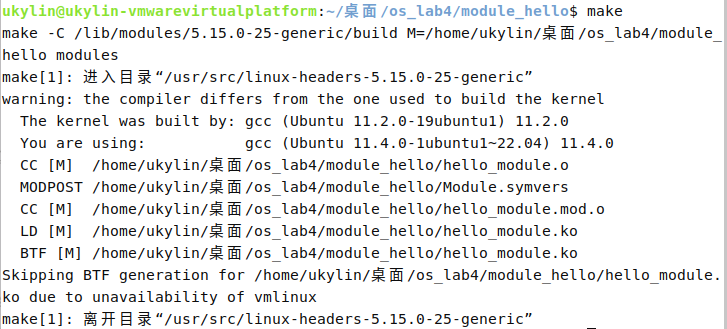 ukylin@ukylin-vmwarevirtualplatform:~/桌面/os_lab4/module_hello$ make
make -C /lib/modules/5.15.0-25-generic/build M=/home/ukylin/桌面/os_lab4/module_
hello modules
make[1]: 进入目录“/usr/src/linux-headers-5.15.0-25-generic”
warning: the compiler differs from the one used to build the kernel
  The kernel was built by: gcc (Ubuntu 11.2.0-19ubuntu1) 11.2.0
  You are using:           gcc (Ubuntu 11.4.0-1ubuntu1~22.04) 11.4.0
  CC [M]  /home/ukylin/桌面/os_lab4/module_hello/hello_module.o
  MODPOST /home/ukylin/桌面/os_lab4/module_hello/Module.symvers
  CC [M]  /home/ukylin/桌面/os_lab4/module_hello/hello_module.mod.o
  LD [M]  /home/ukylin/桌面/os_lab4/module_hello/hello_module.ko
  BTF [M] /home/ukylin/桌面/os_lab4/module_hello/hello_module.ko
Skipping BTF generation for /home/ukylin/桌面/os_lab4/module_hello/hello_module.
ko due to unavailability of vmlinux
make[1]: 离开目录“/usr/src/linux-headers-5.15.0-25-generic”